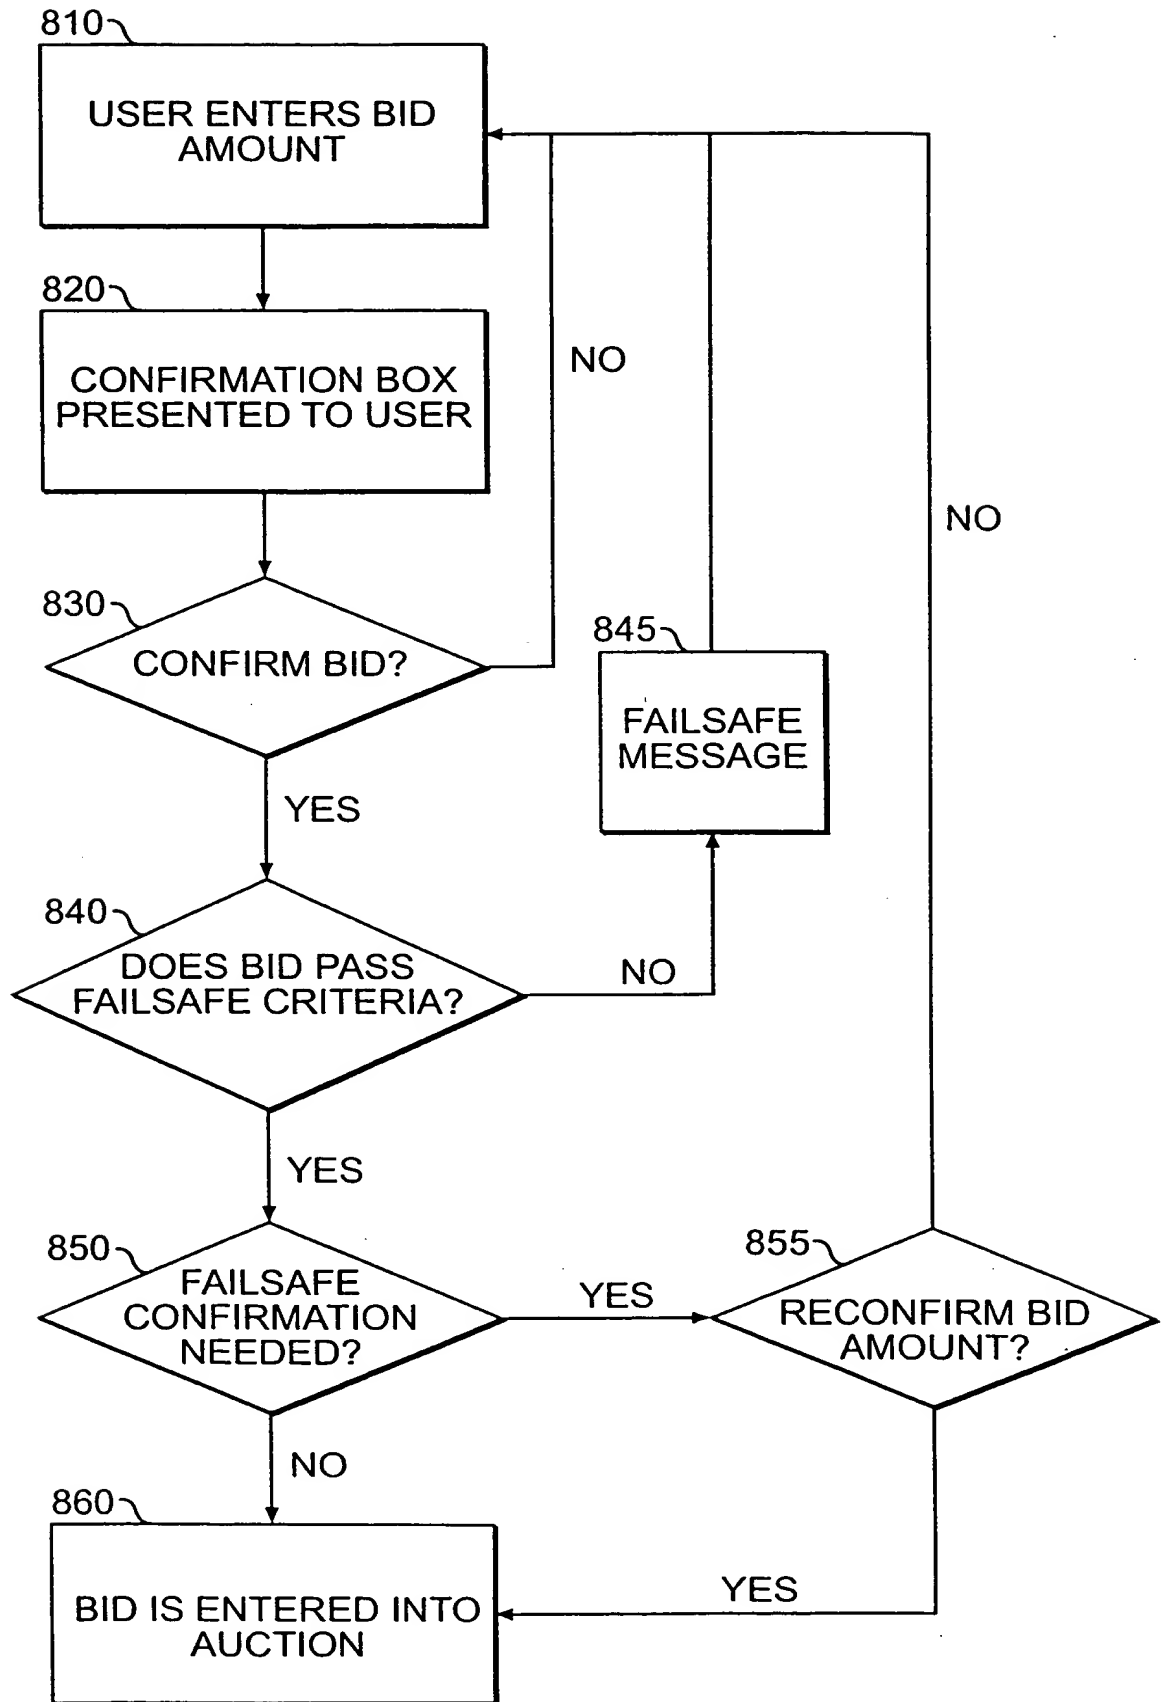 810
USER ENTERS BID
AMOUNT
820
CONFIRMATION BOX
PRESENTED TO USER
NO
NO
830
CONFIRM BID?
845
FAILSAFE
MESSAGE
YES
840
DOES BID PASS
FAILSAFE CRITERIA?
NO
YES
850
FAILSAFE
CONFIRMATION
NEEDED?
YES
855
RECONFIRM BID
AMOUNT?
NO
860
BID IS ENTERED INTO
AUCTION
YES